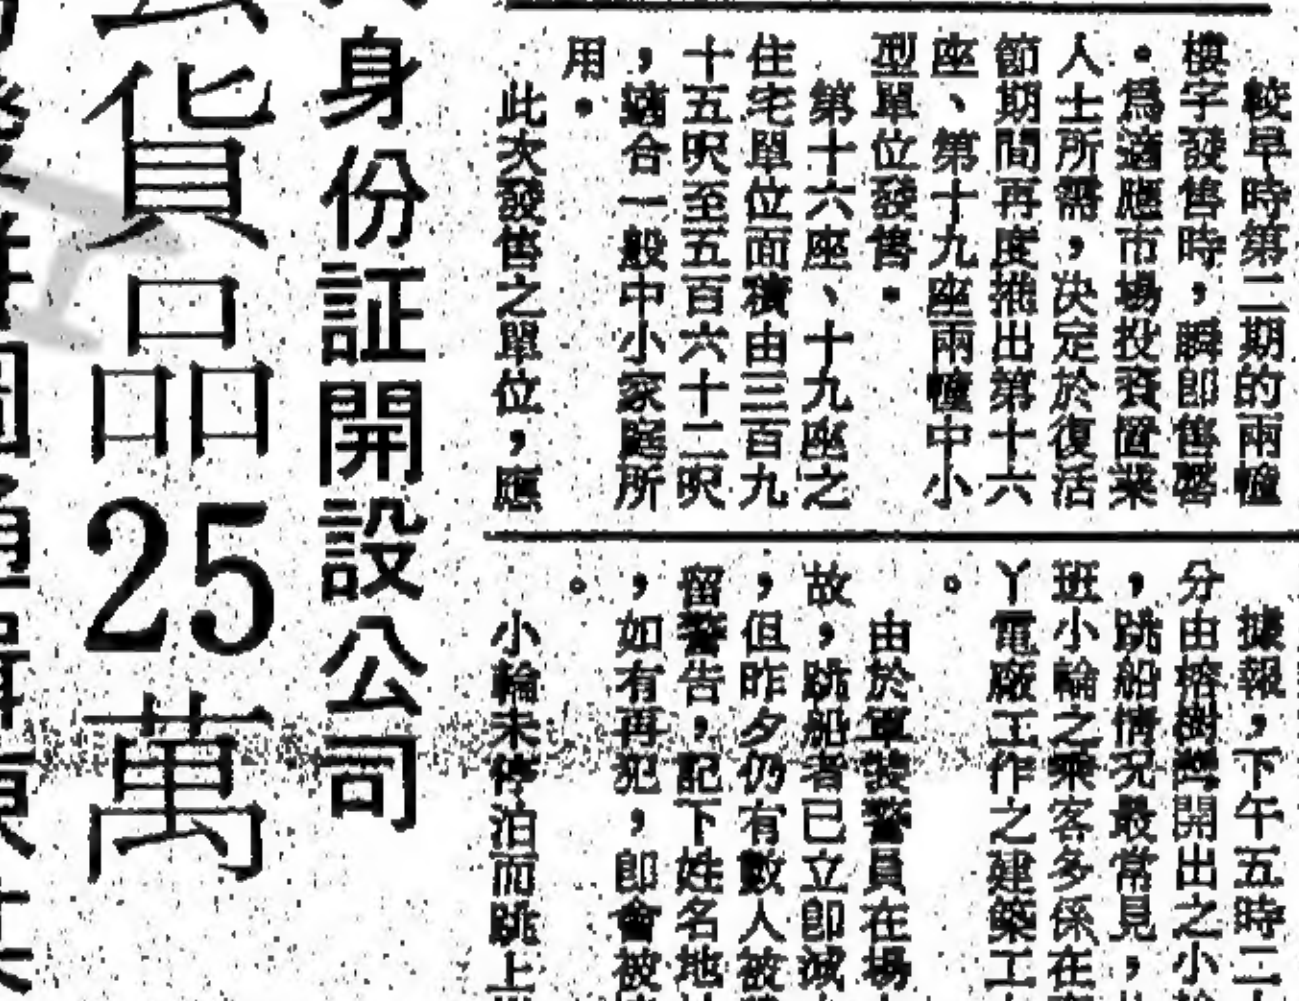 較早時第二期的兩幢
樓宇發售時，瞬即售罄
。為適應市場投資置業
人士所需，決定於復活
節期間再度推出第十六
座、第十九座兩幢中小
型單位發售。
第十六座、十九座之
住宅單位面積由三百九
十五呎至五百六十二呎
，適合一般中小家庭所
用。
此次發售之單位，應
據報，下午五時二
分由榕樹灣開出之小
，跳船情況最常見，
班小輪之乘客多係在
丫電廠工作之建築工
。
由於軍裝警員在場
故，跳船者已立即減
，但昨夕仍有數人被
留警告，記下姓名地
，如有再犯，即會被
。
小輪未停泊而跳上
身份証開設公司
貨品25萬